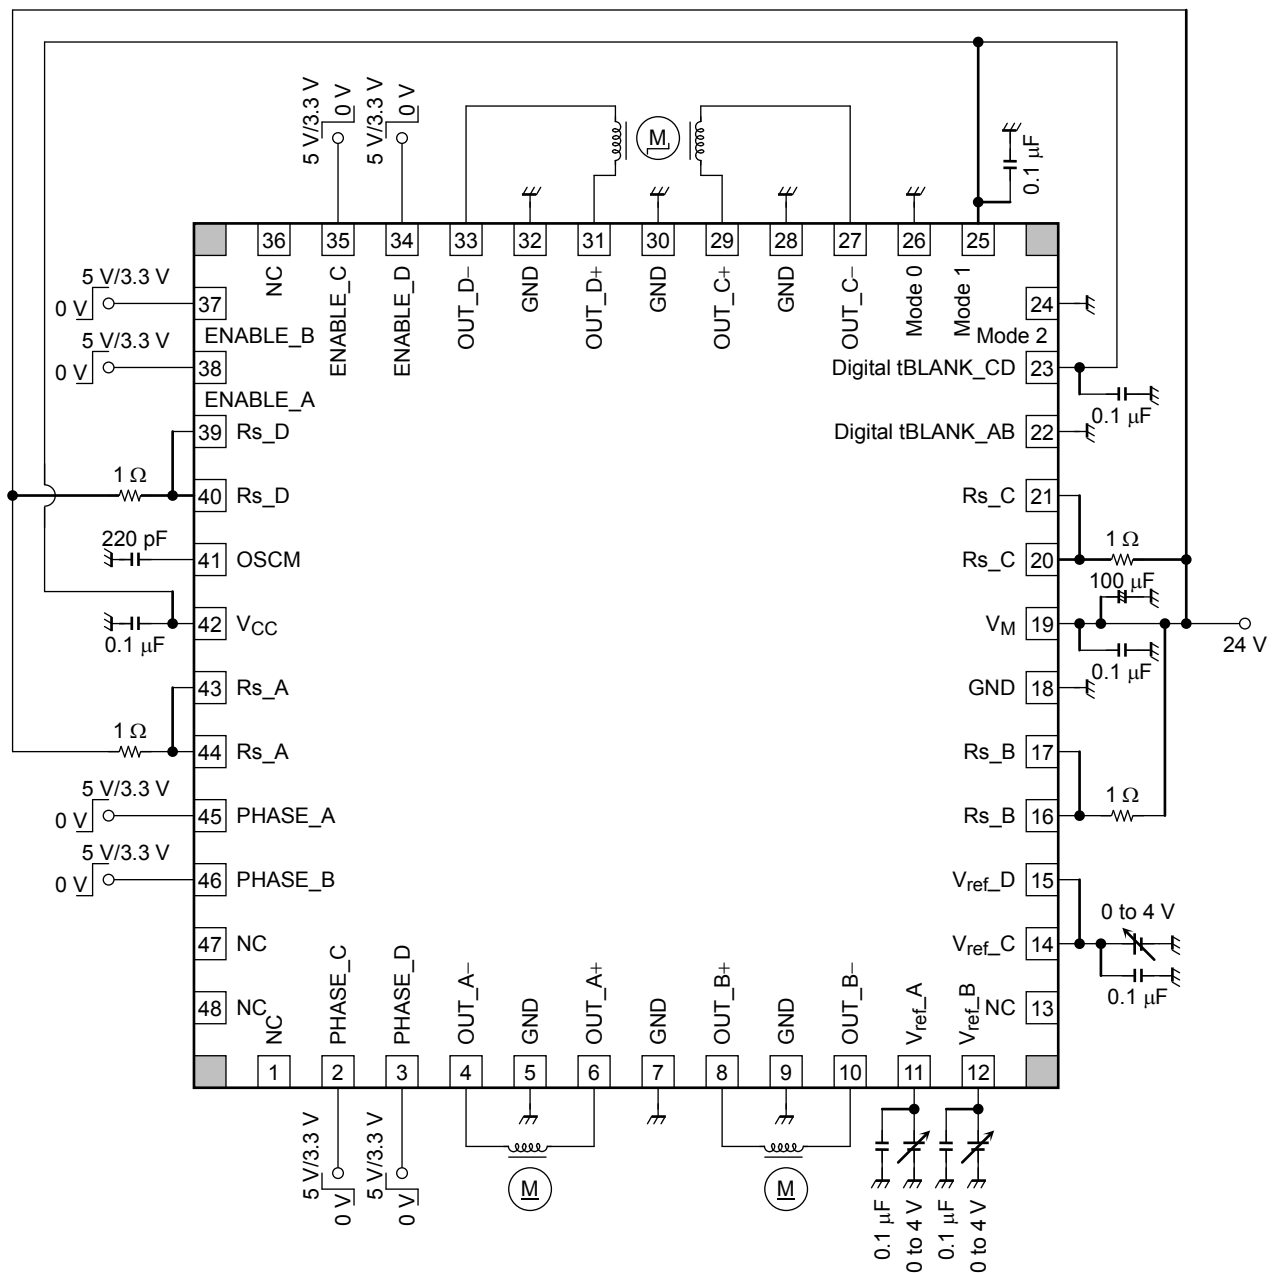 5 V/3.3 V
0 V
5 V/3.3 V
0 V
M
0.1 μF
36
35
34
33
32
31
30
29
28
27
26
25
NC
ENABLE_C
ENABLE_D
OUT_D−
GND
OUT_D+
GND
OUT_C+
GND
OUT_C−
Mode 0
Mode 1
5 V/3.3 V
0 V
37
ENABLE_B
5 V/3.3 V
0 V
38
ENABLE_A
39 Rs_D
1 Ω
40 Rs_D
220 pF
41 OSCM
42 VCC
0.1 μF
43 Rs_A
1 Ω
44 Rs_A
5 V/3.3 V
0 V
45 PHASE_A
5 V/3.3 V
0 V
46 PHASE_B
47 NC
48 NC
24
Mode 2
Digital tBLANK_CD 23
0.1 μF
Digital tBLANK_AB 22
Rs_C 21
1 Ω
Rs_C 20
100 μF
VM 19
24 V
0.1 μF
GND 18
Rs_B 17
1 Ω
Rs_B 16
Vref_D 15
0 to 4 V
Vref_C 14
0.1 μF
NC 13
NC
PHASE_C
PHASE_D
OUT_A−
GND
OUT_A+
GND
OUT_B+
GND
OUT_B−
Vref_A
Vref_B
1
2
3
4
5
6
7
8
9
10
11
12
5 V/3.3 V
0 V
5 V/3.3 V
0 V
M
M
0.1 μF
0 to 4 V
0.1 μF
0 to 4 V